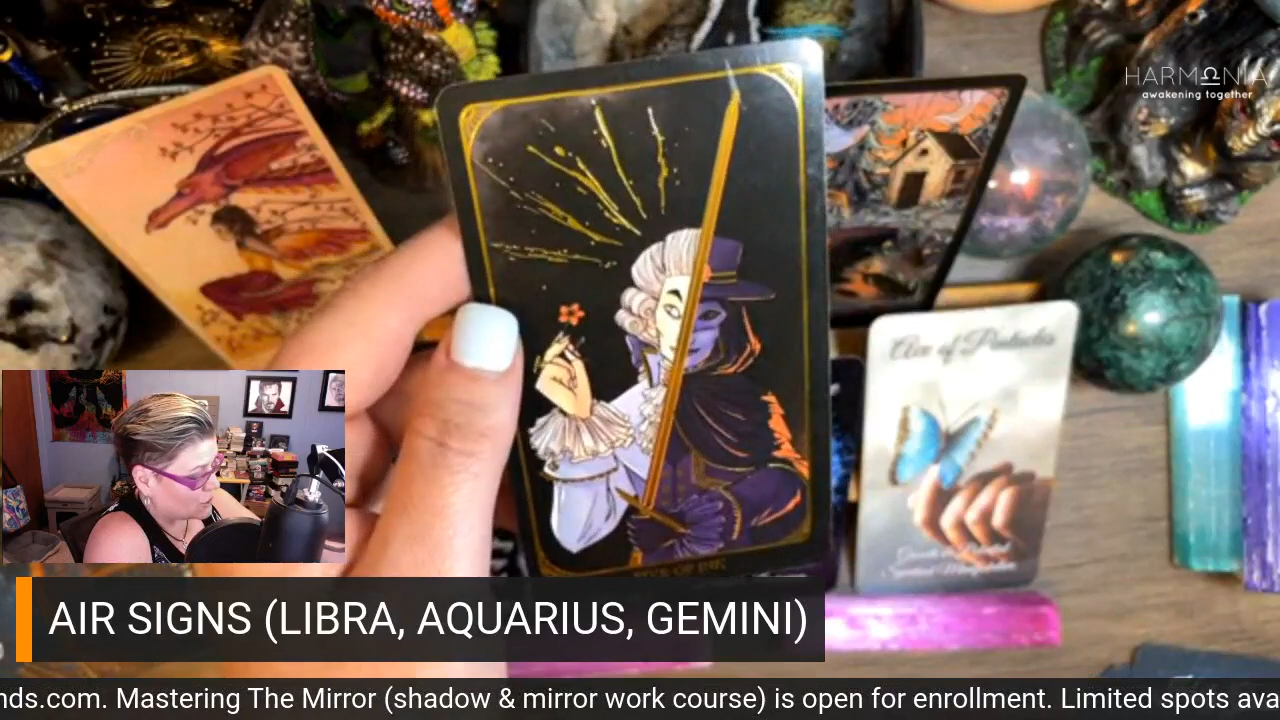 HARMONIA
awakening together
Ace of Pentacles
AIR SIGNS (LIBRA, AQUARIUS, GEMINI)
nds.com. Mastering The Mirror (shadow & mirror work course) is open for enrollment. Limited spots ava